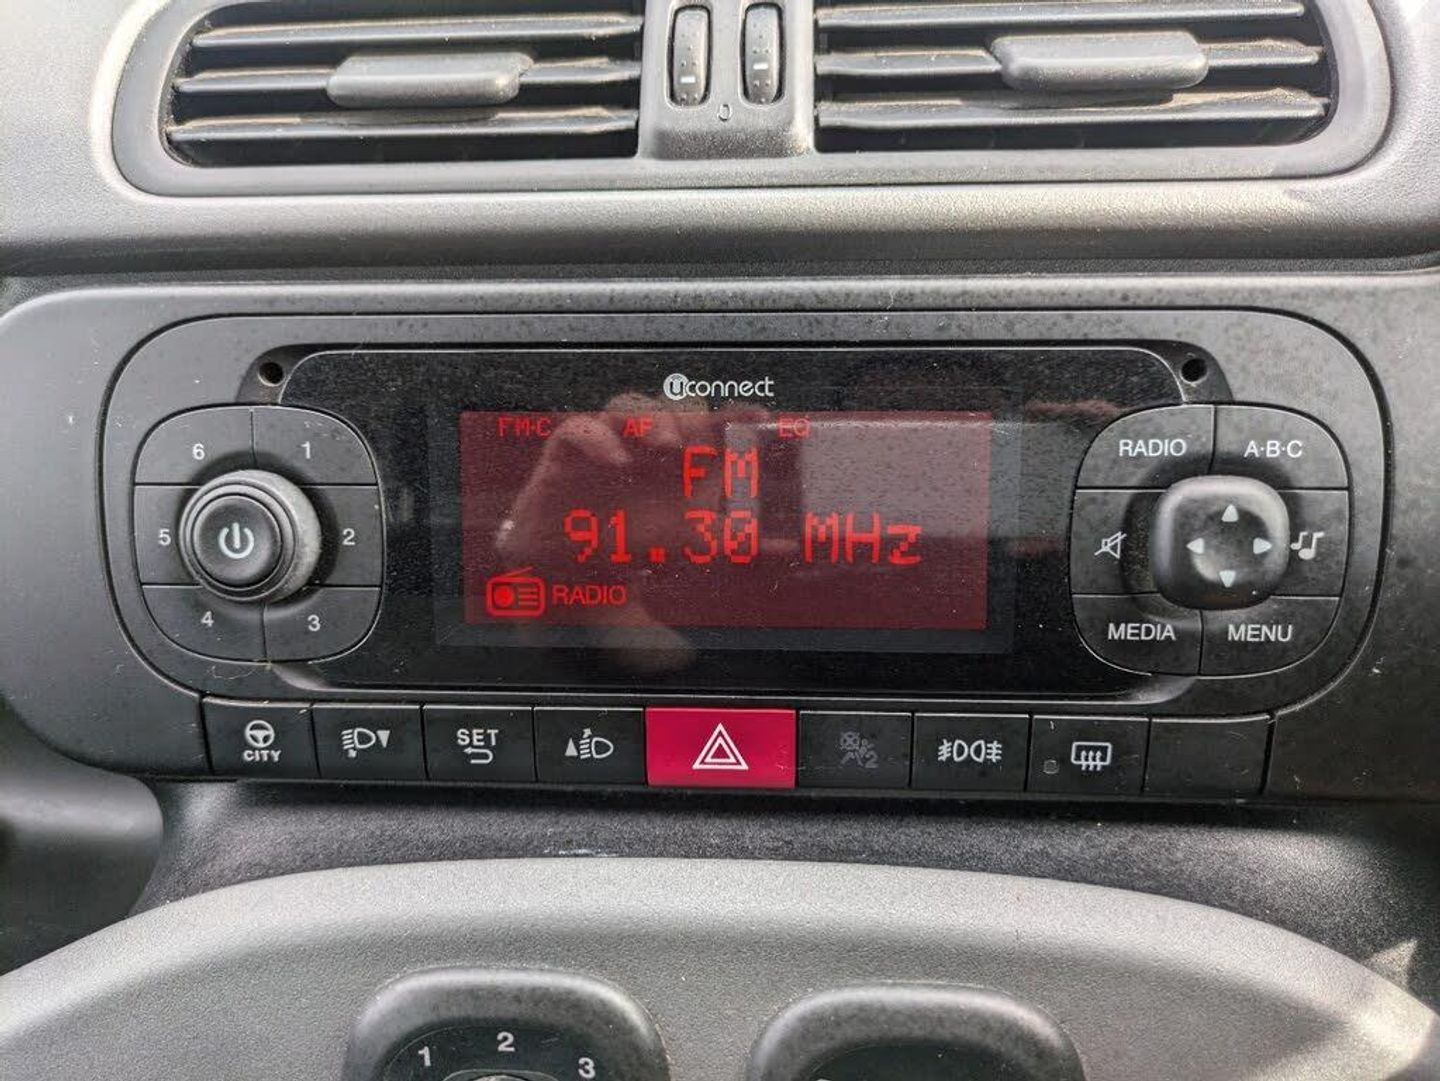 uconnect
FM-C AF EQ
FM
91.30 MHz
RADIO
6 1
5 2
4 3
RADIO A·B·C
MEDIA MENU
CITY
SET
2
1 2 3